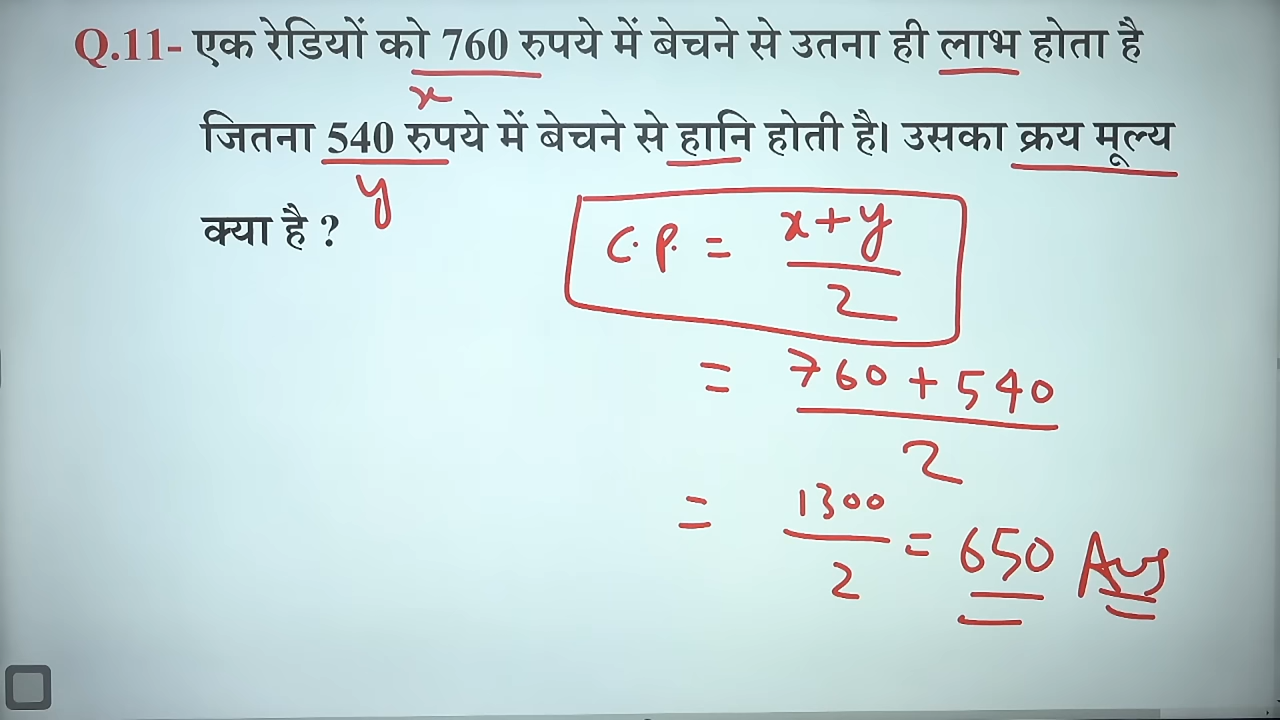 Q.11- एक रेडियों को 760 रुपये में बेचने से उतना ही लाभ होता है
x
जितना 540 रुपये में बेचने से हानि होती है। उसका क्रय मूल्य
y
क्या है ?
C.P. = x+y / 2
= 760 + 540 / 2
= 1300 / 2 = 650 Ans